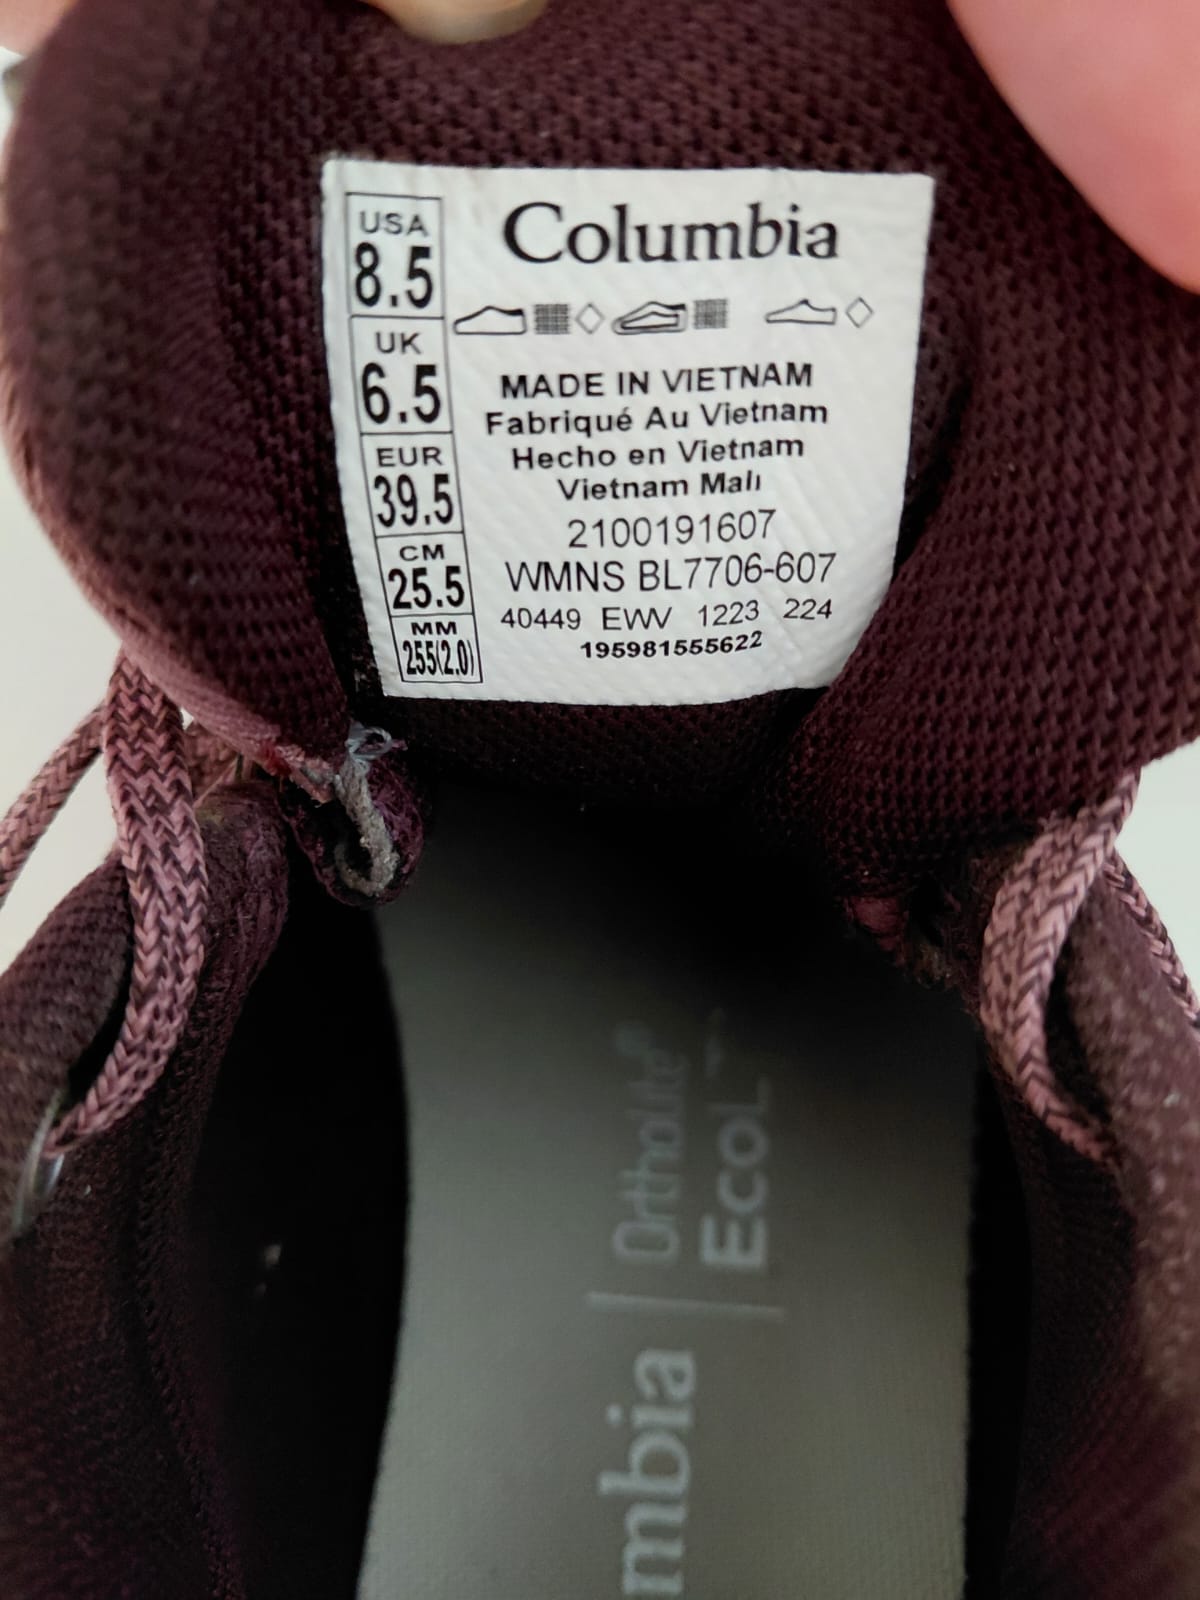 USA
8.5
UK
6.5
EUR
39.5
CM
25.5
MM
255(2.0)
Columbia
MADE IN VIETNAM
Fabriqué Au Vietnam
Hecho en Vietnam
Vietnam Malı
2100191607
WMNS BL7706-607
40449 EWV 1223 224
195981555622
mbia
OrthoLite®
EcoL